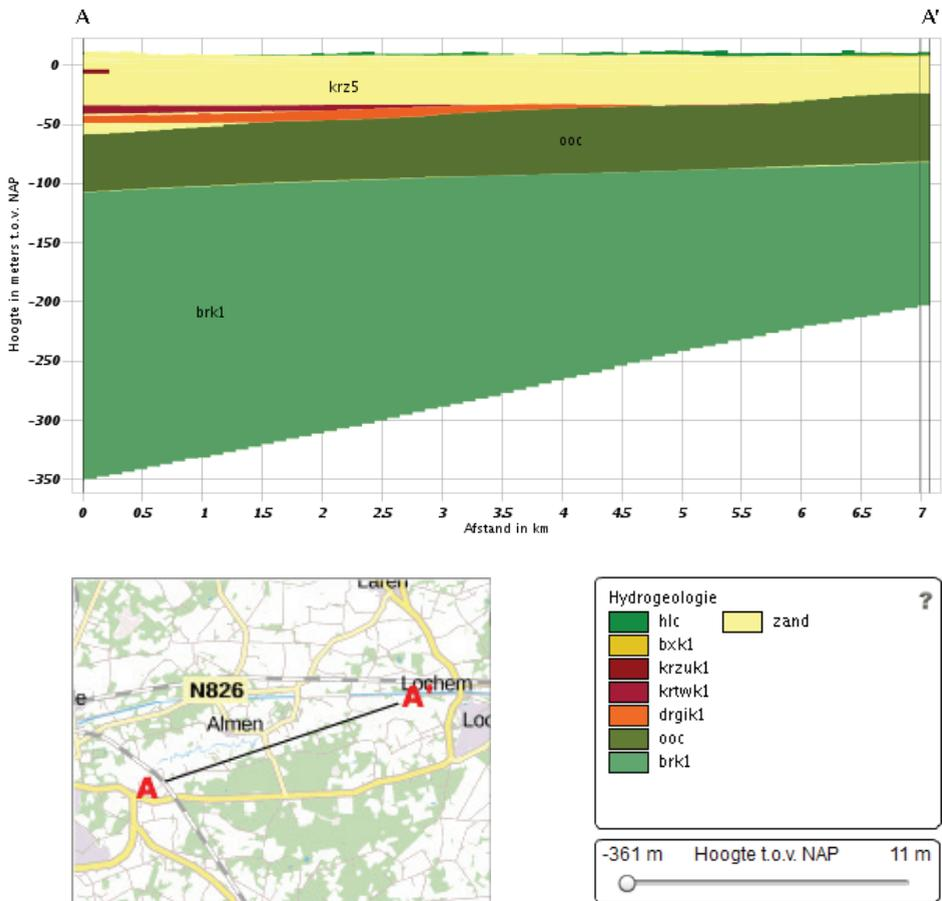 A A'
0
-50
-100
-150
-200
-250
-300
-350
Hoogte in meters t.o.v. NAP
krz5
ooc
brk1
0 0.5 1 1.5 2 2.5 3 3.5 4 4.5 5 5.5 6 6.5 7
Afstand in km
Laren
N826
Lochem
A'
e
Almen
Loc
A
Hydrogeologie ?
hlc zand
bxk1
krzuk1
krtwk1
drgik1
ooc
brk1
-361 m Hoogte t.o.v. NAP 11 m